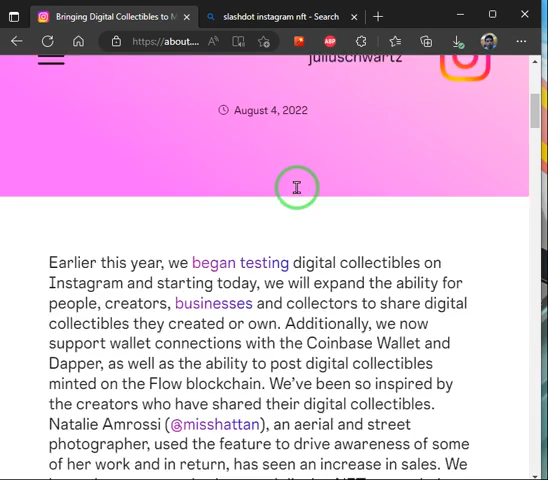 Bringing Digital Collectibles to M
slashdot instagram nft - Search
https://about....
ABP
juliuschwartz
August 4, 2022
Earlier this year, we began testing digital collectibles on
Instagram and starting today, we will expand the ability for
people, creators, businesses and collectors to share digital
collectibles they created or own. Additionally, we now
support wallet connections with the Coinbase Wallet and
Dapper, as well as the ability to post digital collectibles
minted on the Flow blockchain. We’ve been so inspired by
the creators who have shared their digital collectibles.
Natalie Amrossi (@misshattan), an aerial and street
photographer, used the feature to drive awareness of some
of her work and in return, has seen an increase in sales. We